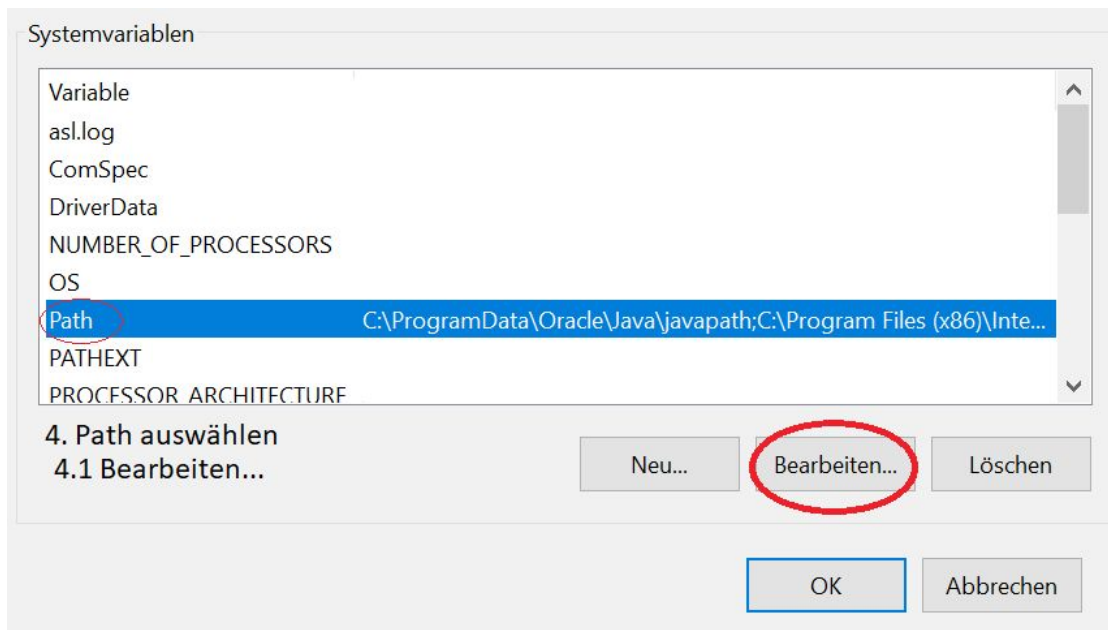 Systemvariablen
Variable
asl.log
ComSpec
DriverData
NUMBER_OF_PROCESSORS
OS
Path C:\ProgramData\Oracle\Java\javapath;C:\Program Files (x86)\Inte...
PATHEXT
PROCESSOR_ARCHITECTURE
4. Path auswählen
4.1 Bearbeiten...
Neu... Bearbeiten... Löschen
OK Abbrechen